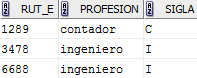 RUT_E PROFESION SIGLA
1289 contador C
3478 ingeniero I
6688 ingeniero I